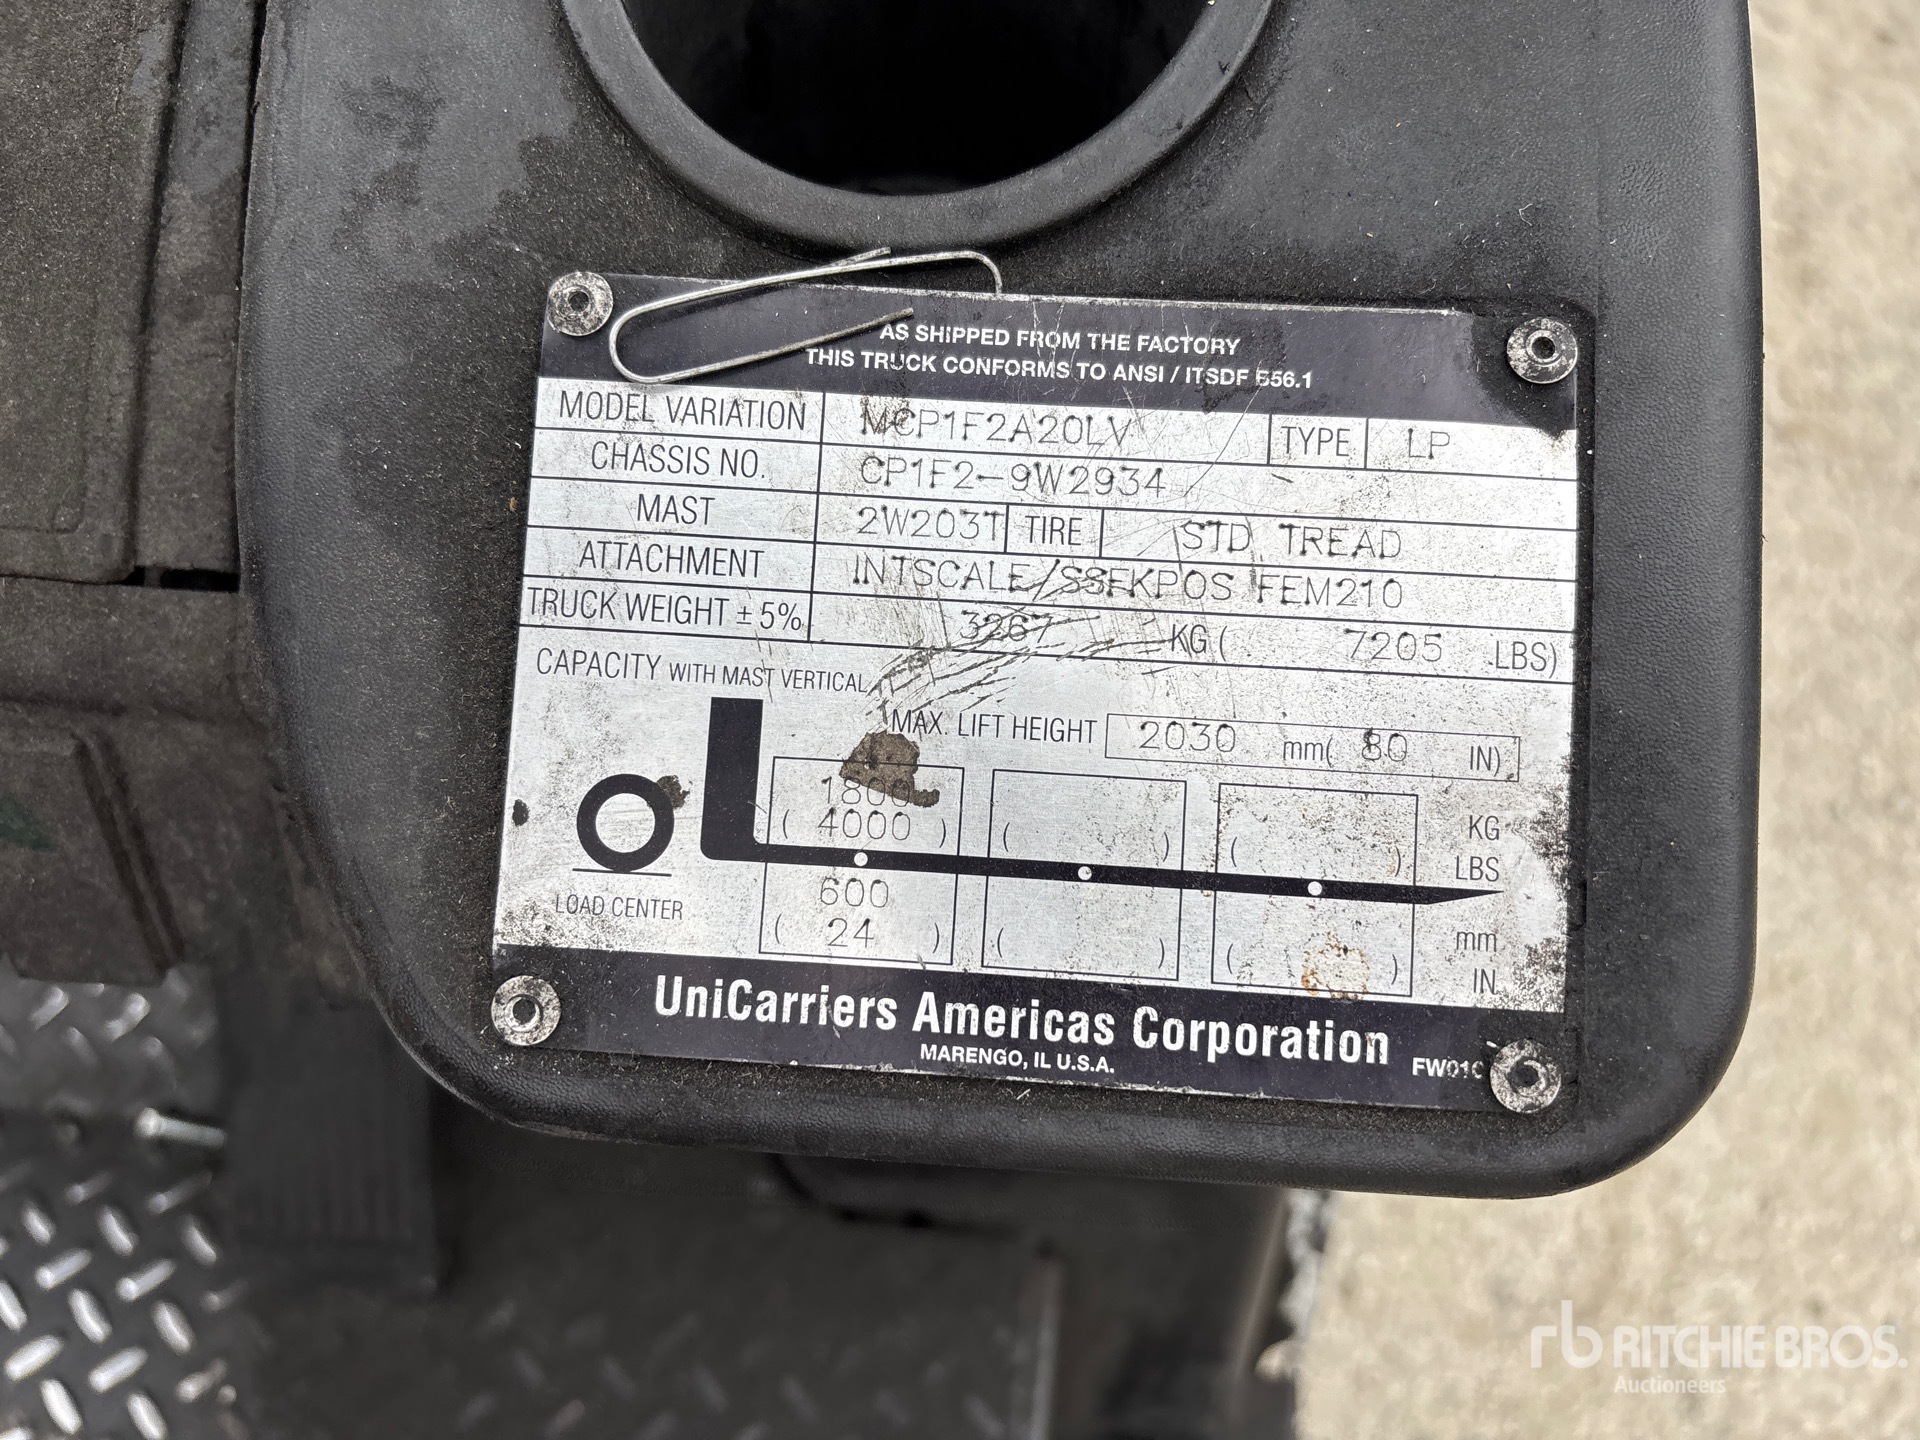 AS SHIPPED FROM THE FACTORY
THIS TRUCK CONFORMS TO ANSI / ITSDF B56.1
MODEL VARIATION MCP1F2A20LV TYPE LP
CHASSIS NO. CP1F2-9W2934
MAST 2W203T TIRE STD TREAD
ATTACHMENT INTSCALE/SSFKPOS FEM210
TRUCK WEIGHT ± 5% 3267 KG ( 7205 LBS)
CAPACITY WITH MAST VERTICAL
MAX. LIFT HEIGHT 2030 mm( 80 IN)
1800 KG
( 4000 ) ( ) ( ) LBS
LOAD CENTER 600 mm
( 24 ) ( ) ( ) IN.
UniCarriers Americas Corporation
MARENGO, IL U.S.A. FW01C
rb RITCHIE BROS.
Auctioneers